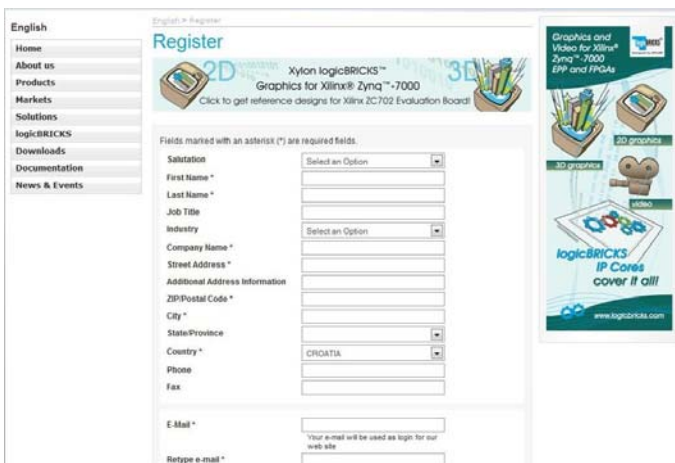 English
Home
About us
Products
Markets
Solutions
logicBRICKS
Downloads
Documentation
News & Events
English > Register
Register
2D
3D
Xylon logicBRICKS™
Graphics for Xilinx® Zynq™-7000
Click to get reference designs for Xilinx ZC702 Evaluation Board!
Fields marked with an asterisk (*) are required fields.
Salutation
Select an Option
First Name *
Last Name *
Job Title
Industry
Select an Option
Company Name *
Street Address *
Additional Address Information
ZIP/Postal Code *
City *
State/Province
Country *
CROATIA
Phone
Fax
E-Mail *
Your e-mail will be used as login for our
web site
Retype e-mail *
Graphics and
Video for Xilinx®
Zynq™-7000
EPP and FPGAs
2D graphics
3D graphics
video
logicBRICKS
IP Cores
cover it all!
www.logicbricks.com